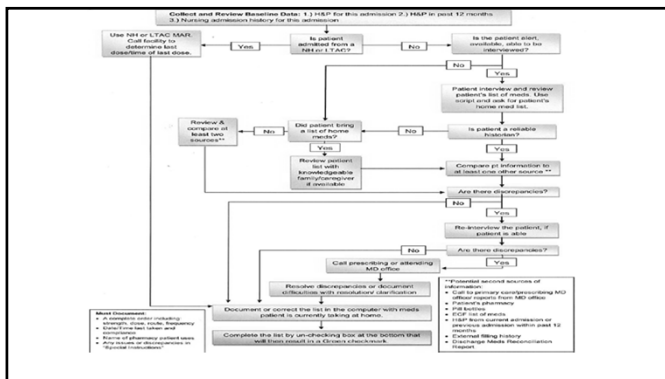 Collect and Review Baseline Data: 1.) H&P for this admission 2.) H&P in past 12 months
3.) Nursing admission history for this admission
Use NH or LTAC MAR.
Call facility to
determine last
dose/time of last dose.
Yes
Is patient
admitted from a
NH or LTAC?
No
Is the patient alert,
available, able to be
interviewed?
No
Yes
Patient interview and review
patient's list of meds. Use
script and ask for patient's
home med list.
Review &
compare at
least two
sources**
No
Did patient bring
a list of home
meds?
No
Is patient a reliable
historian?
Yes
Yes
Review patient
list with
knowledgeable
family/caregiver
if available
Compare pt information to
at least one other source **
Are there discrepancies?
No
Yes
Re-interview the patient, if
patient is able
No
Are there discrepancies?
Yes
Call prescribing or attending
MD office
Resolve discrepancies or document
difficulties with resolution/ clarification
Document or correct the list in the computer with meds
patient is currently taking at home.
Complete the list by un-checking box at the bottom that
will then result in a Green checkmark.
Must Document:
• A complete order including
strength, dose, route, frequency
• Date/Time last taken and
compliance
• Name of pharmacy patient uses
• Any issues or discrepancies in
"Special Instructions"
**Potential second sources of
information:
• Call to primary care/prescribing MD
office/ reports from MD office
• Patient's pharmacy
• Pill bottles
• ECF list of meds
• H&P from current admission or
previous admission within past 12
months
• External filling history
• Discharge Meds Reconciliation
Report